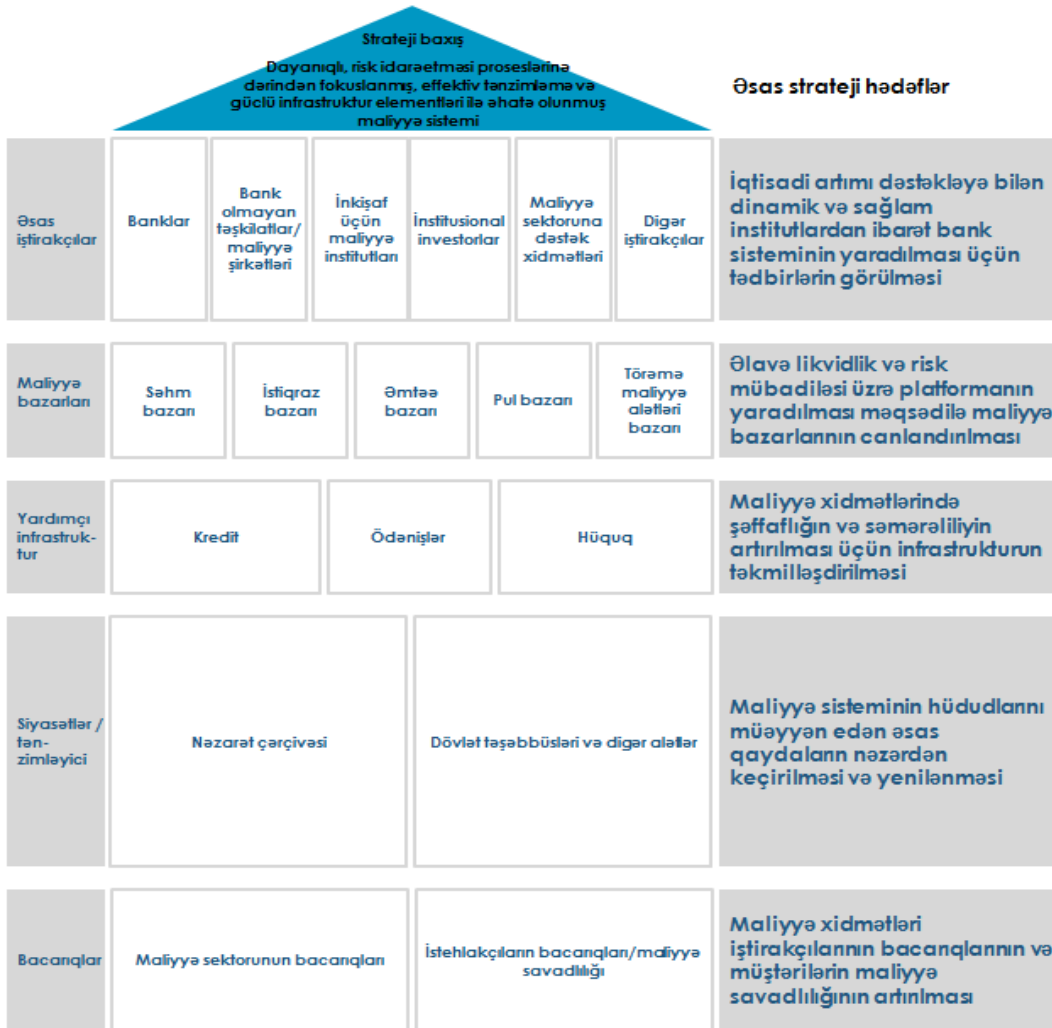 Strateji baxış
Dayanıqlı, risk idarəetməsi proseslərinə
dərindən fokuslanmış, effektiv tənzimləmə və
güclü infrastruktur elementləri ilə əhatə olunmuş
maliyyə sistemi
Əsas strateji hədəflər
Əsas
iştirakçılar
Banklar
Bank
olmayan
təşkilatlar/
maliyyə
şirkətləri
İnkişaf
üçün
maliyyə
institutları
İnstitusional
investorlar
Maliyyə
sektoruna
dəstək
xidmətləri
Digər
iştirakçılar
İqtisadi artımı dəstəkləyə bilən
dinamik və sağlam
institutlardan ibarət bank
sisteminin yaradılması üçün
tədbirlərin görülməsi
Maliyyə
bazarları
Səhm
bazarı
İstiqraz
bazarı
Əmtəə
bazarı
Pul bazarı
Törəmə
maliyyə
alətləri
bazarı
Əlavə likvidlik və risk
mübadiləsi üzrə platformanın
yaradılması məqsədilə maliyyə
bazarlarının canlandırılması
Yardımçı
infrastruk-
tur
Kredit
Ödənişlər
Hüquq
Maliyyə xidmətlərində
şəffaflığın və səmərəliliyin
artırılması üçün infrastrukturun
təkmilləşdirilməsi
Siyasətlər /
tən-
zimləyici
Nəzarət çərçivəsi
Dövlət təşəbbüsləri və digər alətlər
Maliyyə sisteminin hüdudlarını
müəyyən edən əsas
qaydaların nəzərdən
keçirilməsi və yenilənməsi
Bacarıqlar
Maliyyə sektorunun bacarıqları
İstehlakçıların bacarıqları/maliyyə
savadlılığı
Maliyyə xidmətləri
iştirakçılarının bacarıqlarının və
müştərilərin maliyyə
savadlılığının artırılması